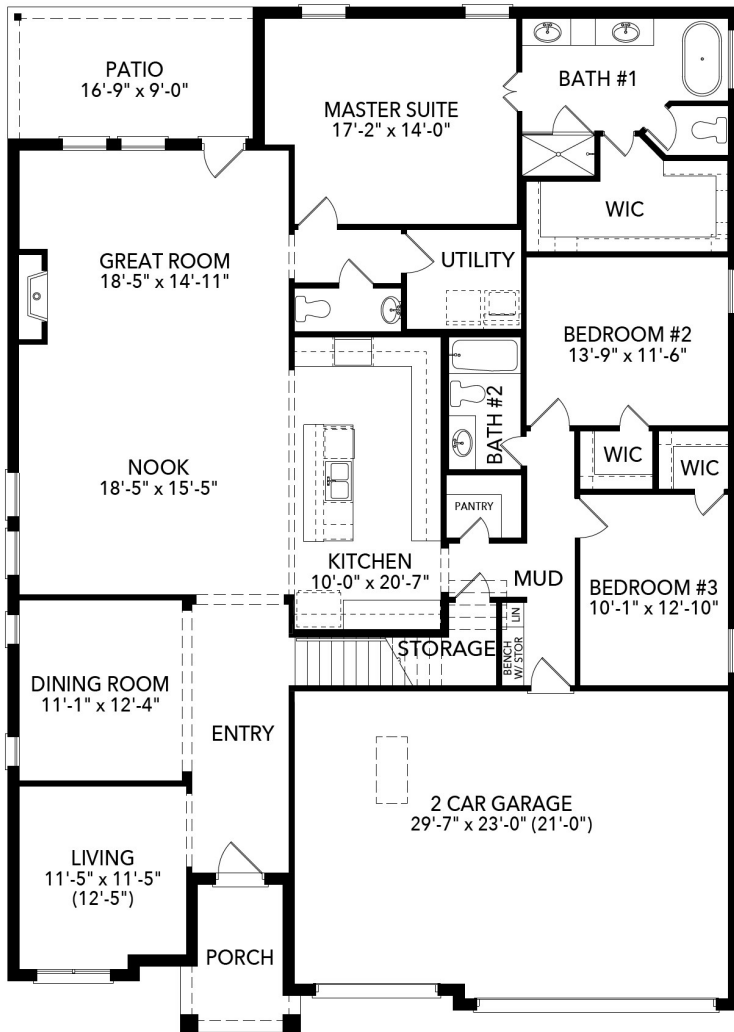 PATIO
16'-9" x 9'-0"
MASTER SUITE
17'-2" x 14'-0"
BATH #1
WIC
GREAT ROOM
18'-5" x 14'-11"
UTILITY
BEDROOM #2
13'-9" x 11'-6"
BATH #2
WIC
WIC
NOOK
18'-5" x 15'-5"
PANTRY
KITCHEN
10'-0" x 20'-7"
MUD
BEDROOM #3
10'-1" x 12'-10"
LIN
BENCH
W/ STOR
STORAGE
DINING ROOM
11'-1" x 12'-4"
ENTRY
2 CAR GARAGE
29'-7" x 23'-0" (21'-0")
LIVING
11'-5" x 11'-5"
(12'-5")
PORCH